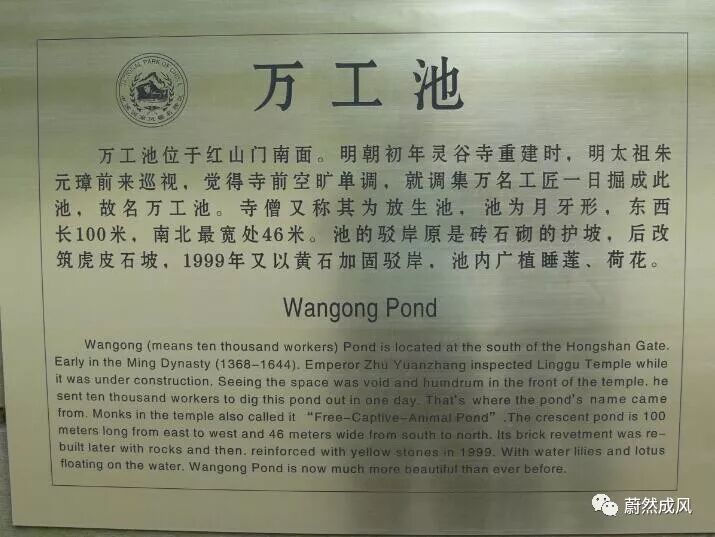 万工池
万工池位于红山门南面。明朝初年灵谷寺重建时，明太祖朱
元璋前来巡视，觉得寺前空旷单调，就调集万名工匠一日掘成此
池，故名万工池。寺僧又称其为放生池，池为月牙形，东西
长100米，南北最宽处46米。池的驳岸原是砖石砌的护坡，后改
筑虎皮石坡，1999年又以黄石加固驳岸，池内广植睡莲、荷花。
Wangong Pond
Wangong (means ten thousand workers) Pond is located at the south of the Hongshan Gate.
Early in the Ming Dynasty (1368-1644). Emperor Zhu Yuanzhang inspected Linggu Temple while
it was under construction. Seeing the space was void and humdrum in the front of the temple. he
sent ten thousand workers to dig this pond out in one day. That's where the pond's name came
from. Monks in the temple also called it “Free-Captive-Animal Pond”.The crescent pond is 100
meters long from east to west and 46 meters wide from south to north. Its brick revetment was re-
built later with rocks and then. reinforced with yellow stones in 1999. With water lilies and lotus
floating on the water. Wangong Pond is now much more beautiful than ever before.
蔚然成风